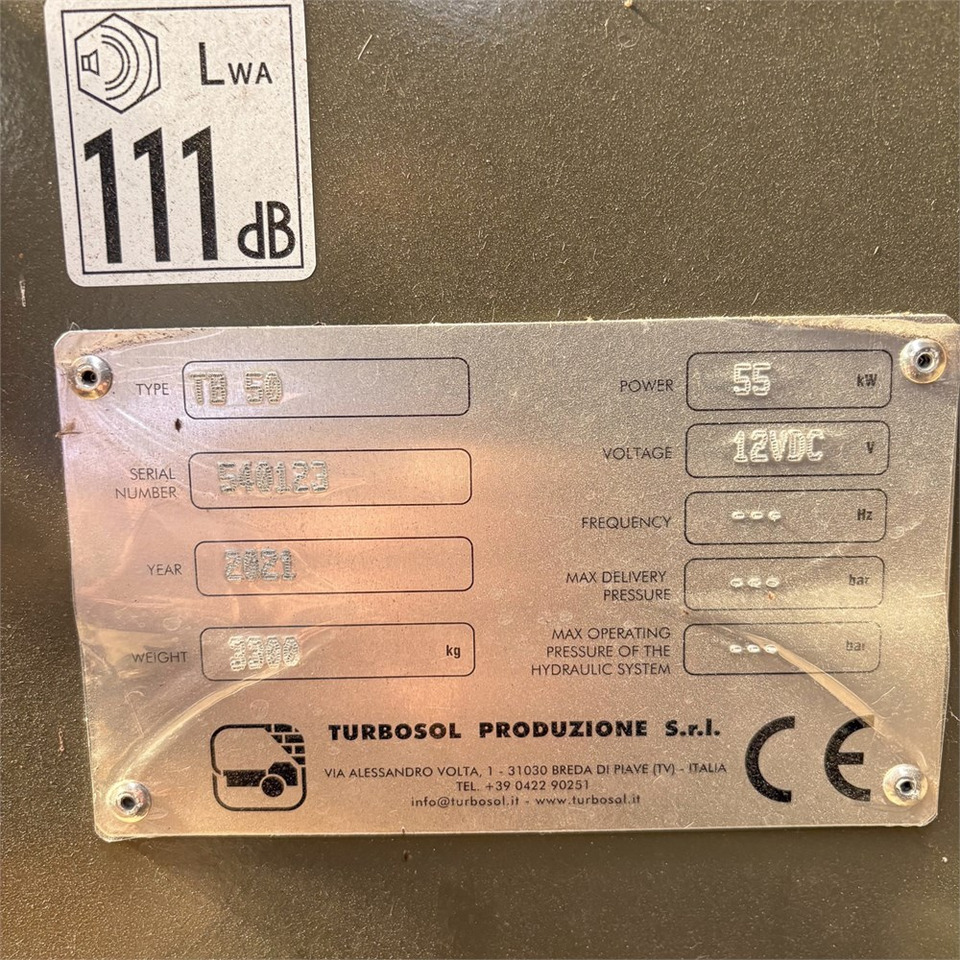 LWA
111 dB
TYPE TB 50
SERIAL
NUMBER 540123
YEAR 2021
WEIGHT 3300 kg
POWER 55 kW
VOLTAGE 12VDC V
FREQUENCY --- Hz
MAX DELIVERY
PRESSURE --- bar
MAX OPERATING
PRESSURE OF THE
HYDRAULIC SYSTEM --- bar
TURBOSOL PRODUZIONE S.r.l.
VIA ALESSANDRO VOLTA, 1 - 31030 BREDA DI PIAVE (TV) - ITALIA
TEL. +39 0422 90251
info@turbosol.it - www.turbosol.it
CE